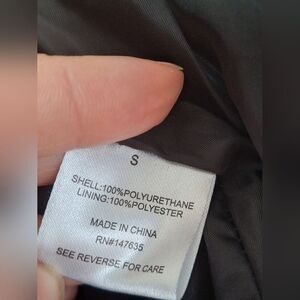 S
SHELL:100%POLYURETHANE
LINING:100%POLYESTER
MADE IN CHINA
RN#147635
SEE REVERSE FOR CARE